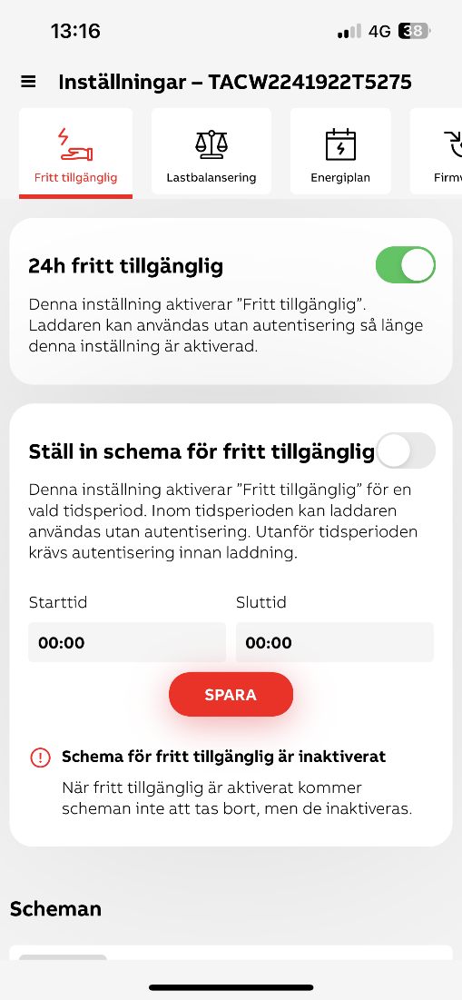 13:16
4G
38
Inställningar – TACW2241922T5275
Fritt tillgänglig
Lastbalansering
Energiplan
24h fritt tillgänglig
Denna inställning aktiverar ”Fritt tillgänglig”.
Laddaren kan användas utan autentisering så länge
denna inställning är aktiverad.
Ställ in schema för fritt tillgänglig
Denna inställning aktiverar ”Fritt tillgänglig” för en
vald tidsperiod. Inom tidsperioden kan laddaren
användas utan autentisering. Utanför tidsperioden
krävs autentisering innan laddning.
Starttid
Sluttid
00:00
00:00
SPARA
Schema för fritt tillgänglig är inaktiverat
När fritt tillgänglig är aktiverat kommer
scheman inte att tas bort, men de inaktiveras.
Scheman